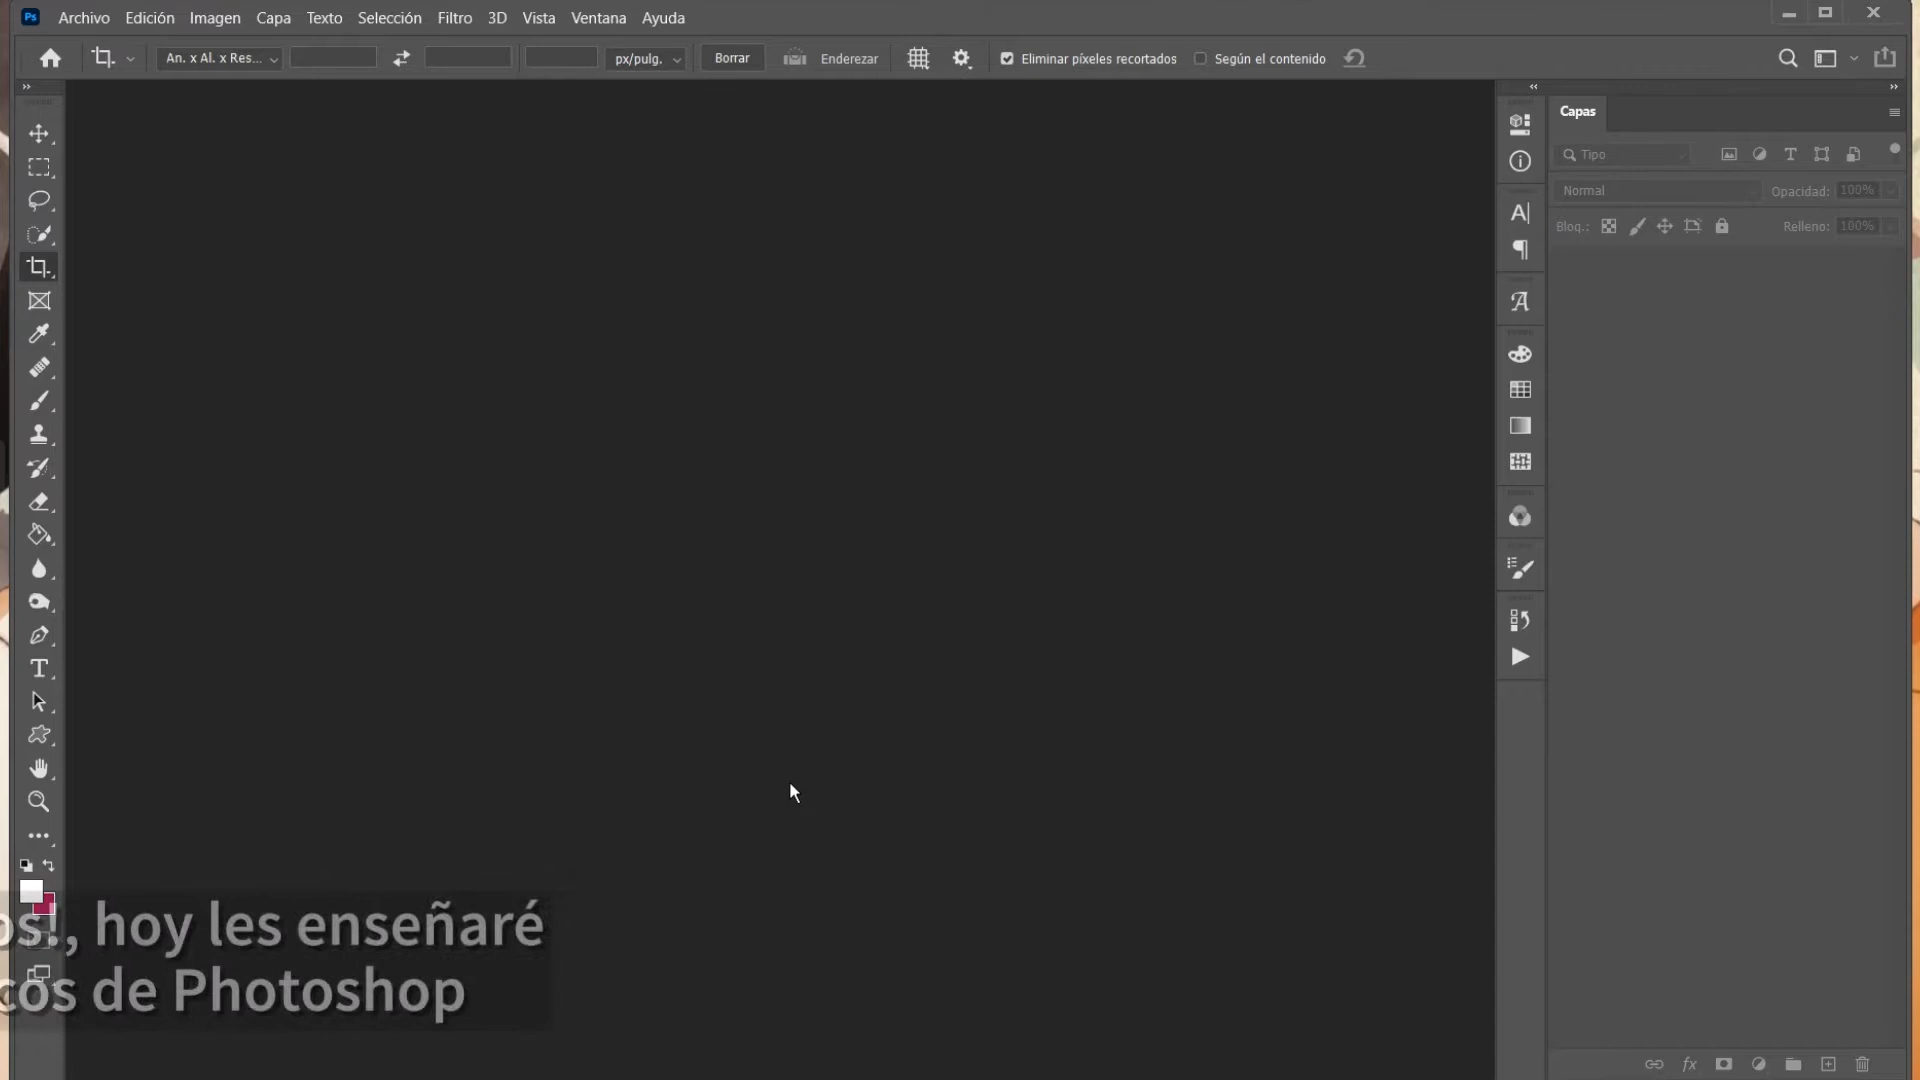 Ps Archivo Edición Imagen Capa Texto Selección Filtro 3D Vista Ventana Ayuda
An. x Al. x Res... px/pulg. Borrar Enderezar Eliminar píxeles recortados Según el contenido
Capas
Tipo
Normal Opacidad: 100%
Bloq.: Relleno: 100%
os!, hoy les enseñaré
cos de Photoshop